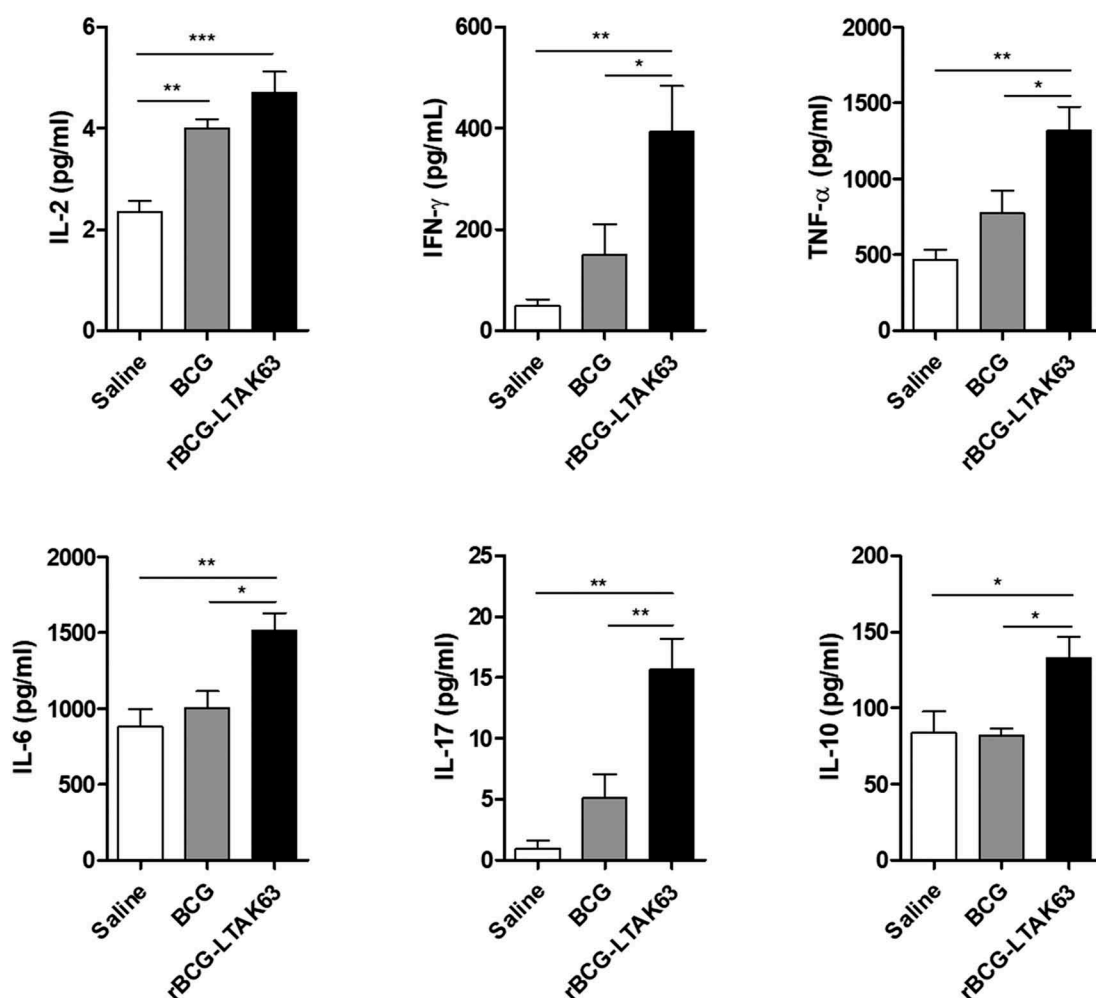 IL-2 (pg/ml)
6
4
2
0
***
**
Saline
BCG
rBCG-LTAK63
IFN-γ (pg/mL)
600
400
200
0
**
*
Saline
BCG
rBCG-LTAK63
TNF-α (pg/ml)
2000
1500
1000
500
0
**
*
Saline
BCG
rBCG-LTAK63
IL-6 (pg/ml)
2000
1500
1000
500
0
**
*
Saline
BCG
rBCG-LTAK63
IL-17 (pg/ml)
25
20
15
10
5
0
**
**
Saline
BCG
rBCG-LTAK63
IL-10 (pg/ml)
200
150
100
50
0
*
*
Saline
BCG
rBCG-LTAK63